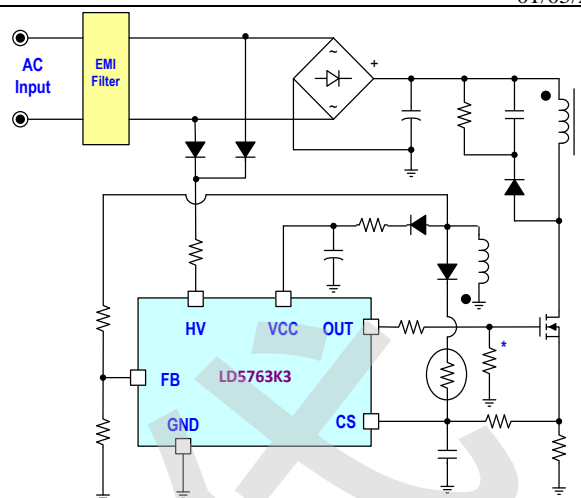 AC
Input
EMI
Filter
~
+
~
HV
VCC
OUT
*
FB
LD5763K3
GND
CS